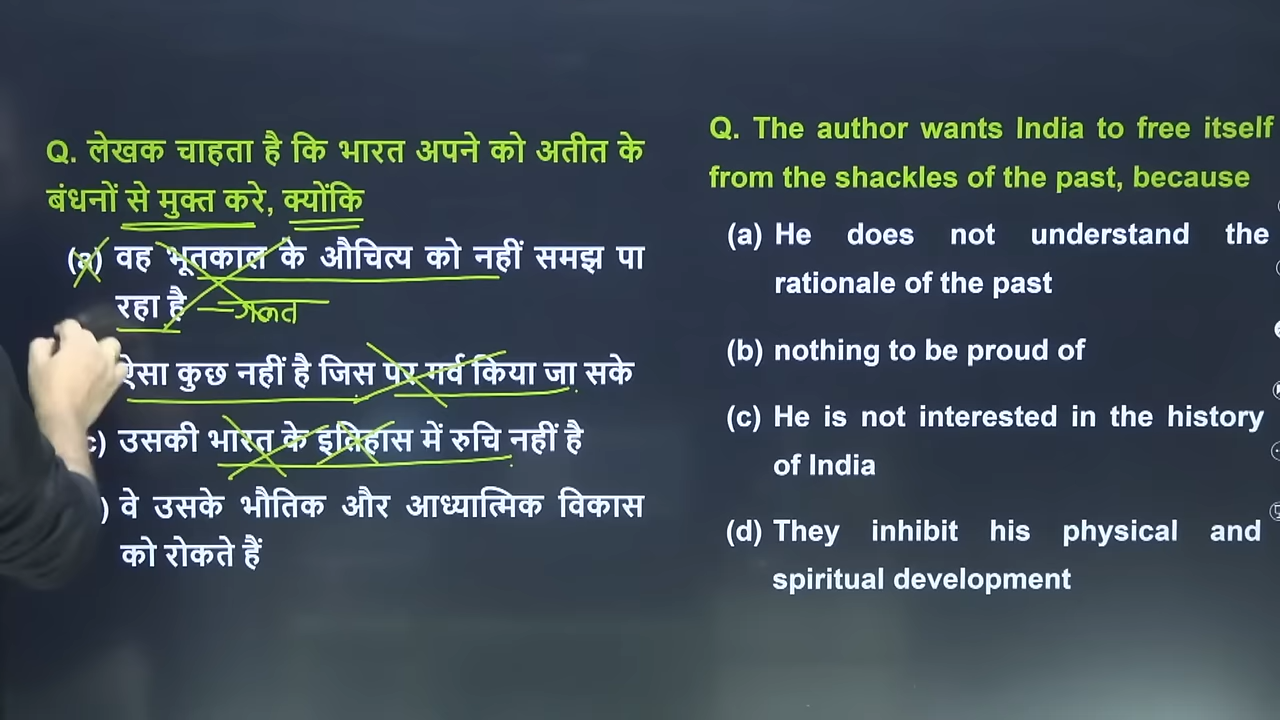 Q. लेखक चाहता है कि भारत अपने को अतीत के
बंधनों से मुक्त करे, क्योंकि
(a) वह भूतकाल के औचित्य को नहीं समझ पा
रहा है – गलत
ऐसा कुछ नहीं है जिस पर गर्व किया जा सके
c) उसकी भारत के इतिहास में रुचि नहीं है
) वे उसके भौतिक और आध्यात्मिक विकास
को रोकते हैं
Q. The author wants India to free itself
from the shackles of the past, because
(a) He does not understand the
rationale of the past
(b) nothing to be proud of
(c) He is not interested in the history
of India
(d) They inhibit his physical and
spiritual development